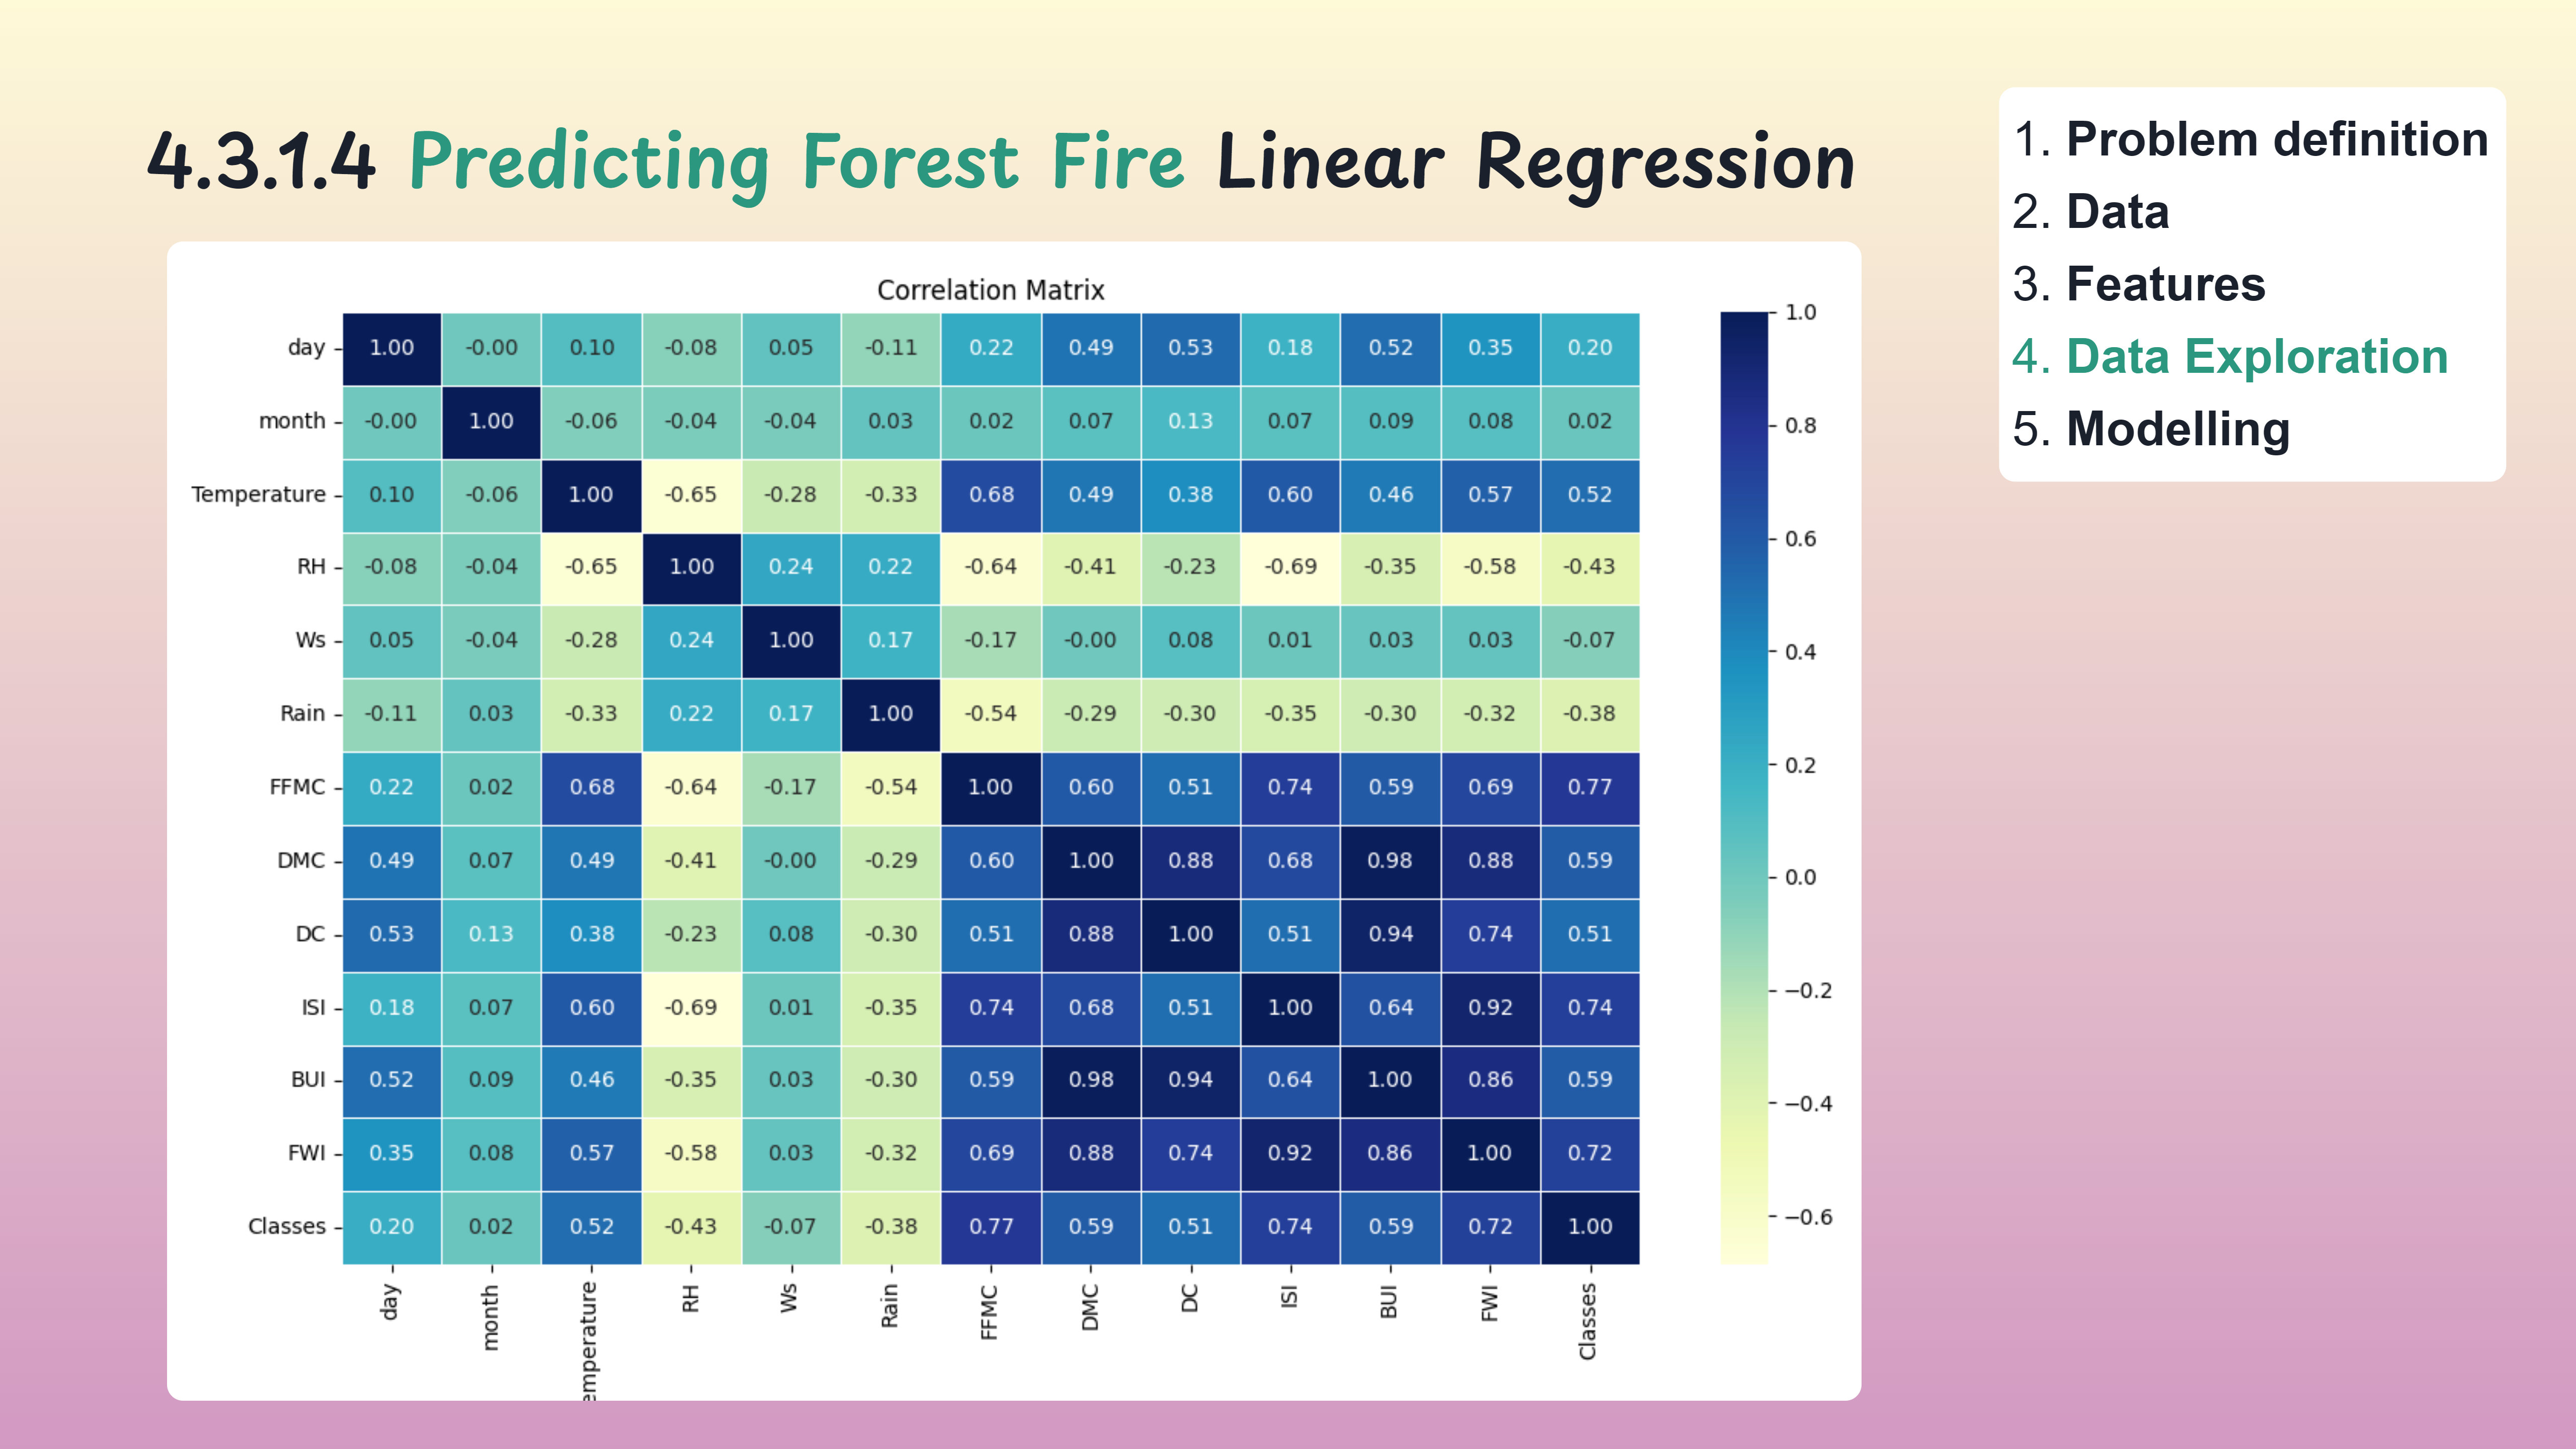 4.3.1.4 Predicting Forest Fire Linear Regression
1. Problem definition
2. Data
3. Features
4. Data Exploration
5. Modelling
Correlation Matrix
day 1.00 -0.00 0.10 -0.08 0.05 -0.11 0.22 0.49 0.53 0.18 0.52 0.35 0.20
month -0.00 1.00 -0.06 -0.04 -0.04 0.03 0.02 0.07 0.13 0.07 0.09 0.08 0.02
Temperature 0.10 -0.06 1.00 -0.65 -0.28 -0.33 0.68 0.49 0.38 0.60 0.46 0.57 0.52
RH -0.08 -0.04 -0.65 1.00 0.24 0.22 -0.64 -0.41 -0.23 -0.69 -0.35 -0.58 -0.43
Ws 0.05 -0.04 -0.28 0.24 1.00 0.17 -0.17 -0.00 0.08 0.01 0.03 0.03 -0.07
Rain -0.11 0.03 -0.33 0.22 0.17 1.00 -0.54 -0.29 -0.30 -0.35 -0.30 -0.32 -0.38
FFMC 0.22 0.02 0.68 -0.64 -0.17 -0.54 1.00 0.60 0.51 0.74 0.59 0.69 0.77
DMC 0.49 0.07 0.49 -0.41 -0.00 -0.29 0.60 1.00 0.88 0.68 0.98 0.88 0.59
DC 0.53 0.13 0.38 -0.23 0.08 -0.30 0.51 0.88 1.00 0.51 0.94 0.74 0.51
ISI 0.18 0.07 0.60 -0.69 0.01 -0.35 0.74 0.68 0.51 1.00 0.64 0.92 0.74
BUI 0.52 0.09 0.46 -0.35 0.03 -0.30 0.59 0.98 0.94 0.64 1.00 0.86 0.59
FWI 0.35 0.08 0.57 -0.58 0.03 -0.32 0.69 0.88 0.74 0.92 0.86 1.00 0.72
Classes 0.20 0.02 0.52 -0.43 -0.07 -0.38 0.77 0.59 0.51 0.74 0.59 0.72 1.00
day month emperature RH Ws Rain FFMC DMC DC ISI BUI FWI Classes
1.0
0.8
0.6
0.4
0.2
0.0
−0.2
−0.4
−0.6